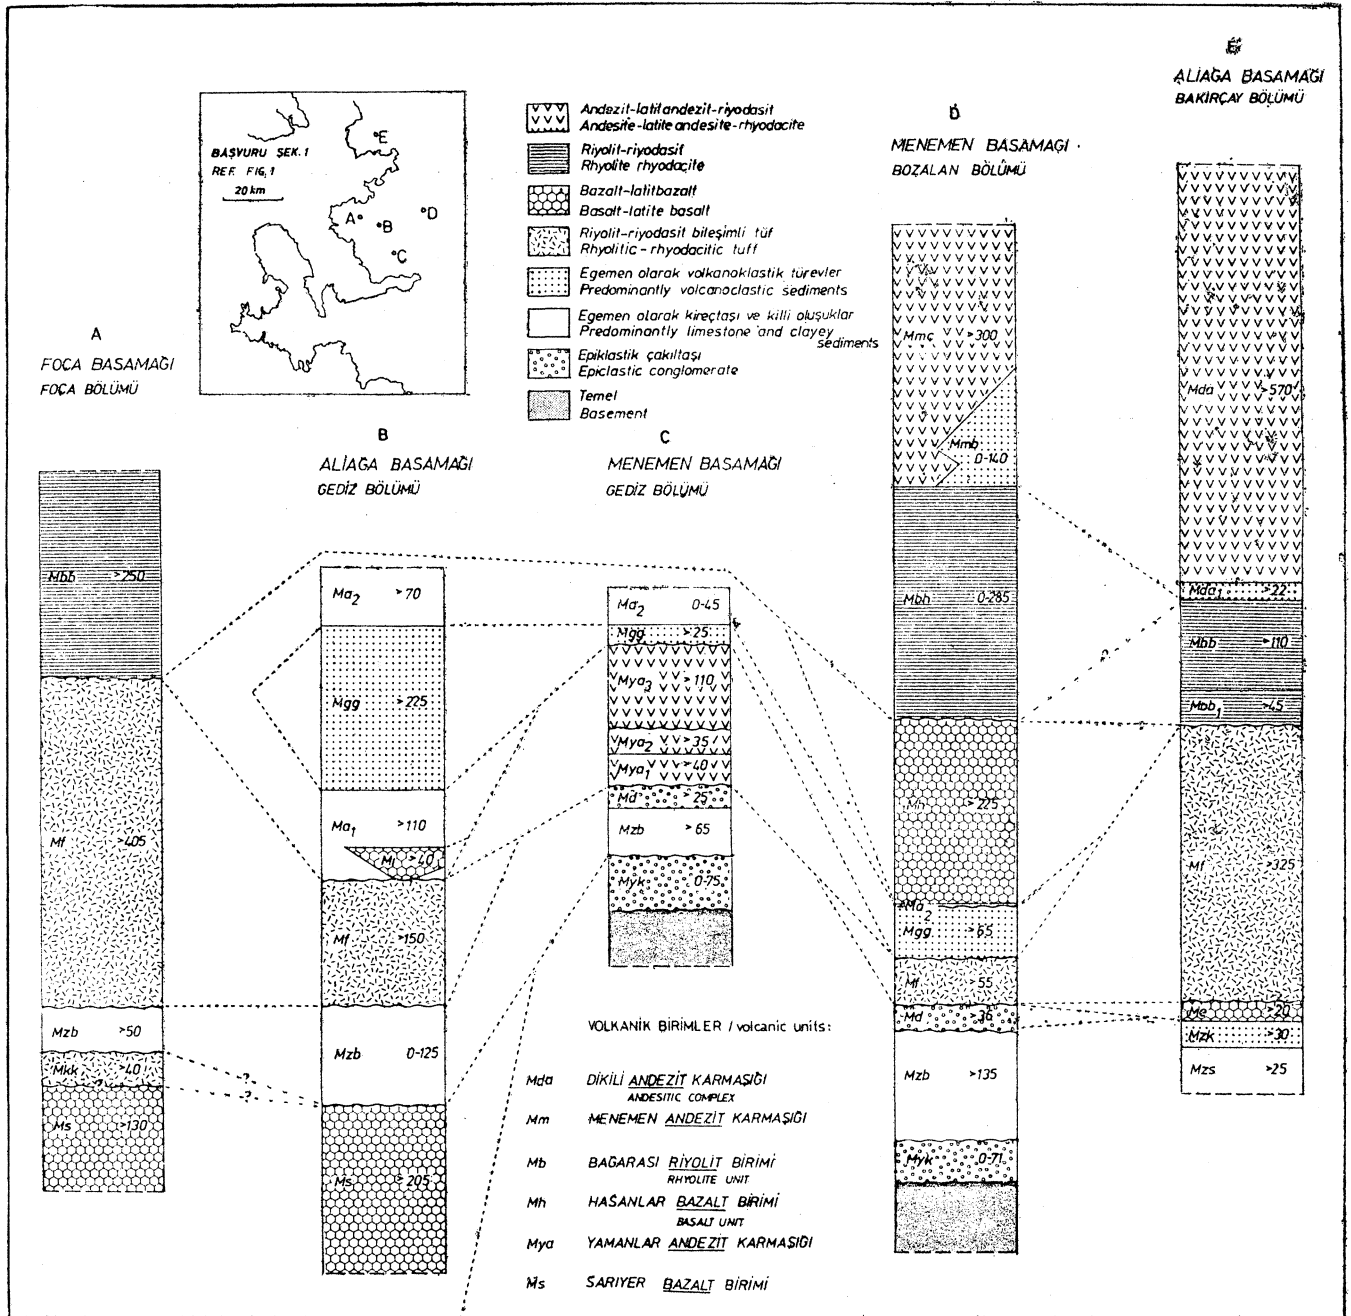 BAŞVURU ŞEK. 1
REF. FIG. 1
20 km
E
A
B
D
C
Andezit-latitandezit-riyodasit
Andesite-latite andesite-rhyodacite
Riyolit-riyodasit
Rhyolite rhyodacite
Bazalt-latitbazalt
Basalt-latite basalt
Riyolit-riyodasit bileşimli tüf
Rhyolitic-rhyodacitic tuff
Egemen olarak volkanoklastik türevler
Predominantly volcanoclastic sediments
Egemen olarak kireçtaşı ve killi oluşuklar
Predominantly limestone and clayey
sediments
Epiklastik çakıltaşı
Epiclastic conglomerate
Temel
Basement
A
FOÇA BASAMAĞI
FOÇA BÖLÜMÜ
Mbb >250
Mf >405
Mzb >50
Mkk >40
?
Ms >130
?
?
B
ALİAĞA BASAMAĞI
GEDİZ BÖLÜMÜ
Ma2 >70
Mgg >225
Ma1 >110
>40
Mf >150
Mzb 0-125
Ms >205
C
MENEMEN BASAMAĞI
GEDİZ BÖLÜMÜ
Ma2 0-45
Mgg >25
Mya3 >110
Mya2 >35
Mya1 >40
Md >25
Mzb >65
Myk 0-75
D
MENEMEN BASAMAĞI
BOZALAN BÖLÜMÜ
Mmç >300
Mmb
0-140
Mbh 0-285
Mh >225
Ma2
Mgg >65
Mf >55
Md >36
Mzb >135
Myk 0-71
?
E
ALİAĞA BASAMAĞI
BAKIRÇAY BÖLÜMÜ
Mda >570
Mda1 >22
Mbb >110
Mbb1 >45
Mf >325
?
Me >20
Mzk >30
Mzs >25
VOLKANİK BİRİMLER / volcanic units:
Mda DİKİLİ ANDEZİT KARMAŞIĞI
ANDESITIC COMPLEX
Mm MENEMEN ANDEZİT KARMAŞIĞI
Mb BAĞARASI RİYOLİT BİRİMİ
RHYOLITE UNIT
Mh HASANLAR BAZALT BİRİMİ
BASALT UNIT
Mya YAMANLAR ANDEZİT KARMAŞIĞI
Ms SARIYER BAZALT BİRİMİ